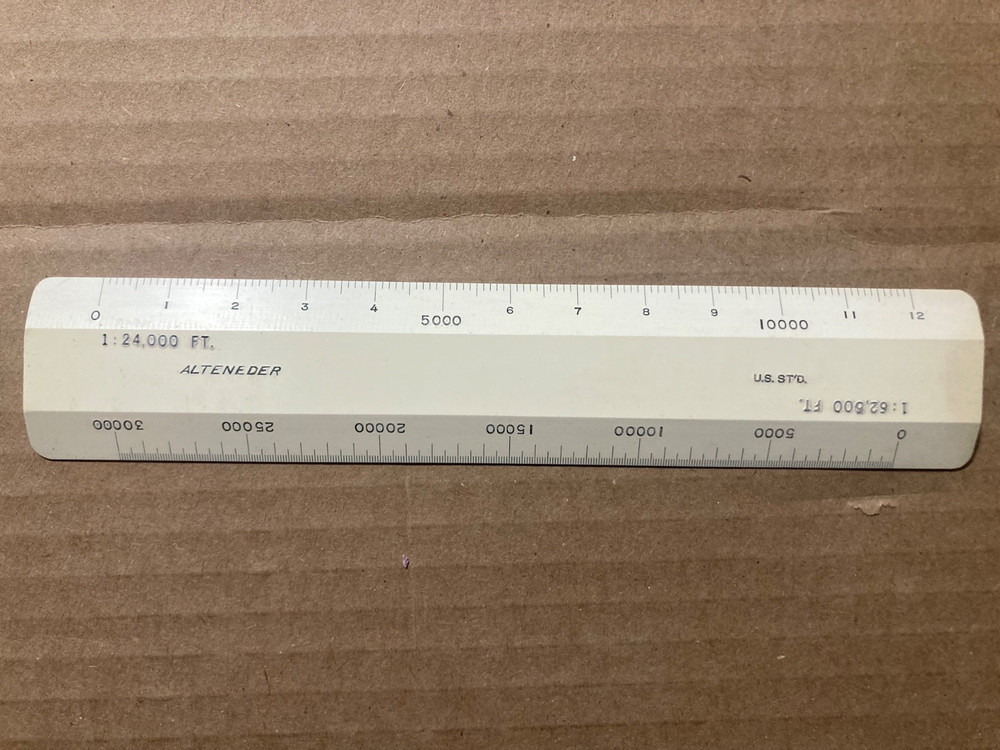 0 1 2 3 4 5000 6 7 8 9 10000 11 12
1:24,000 FT.
ALTENEDER
U.S. ST'D.
1:62,500 FT.
0 5000 10000 15000 20000 25000 30000